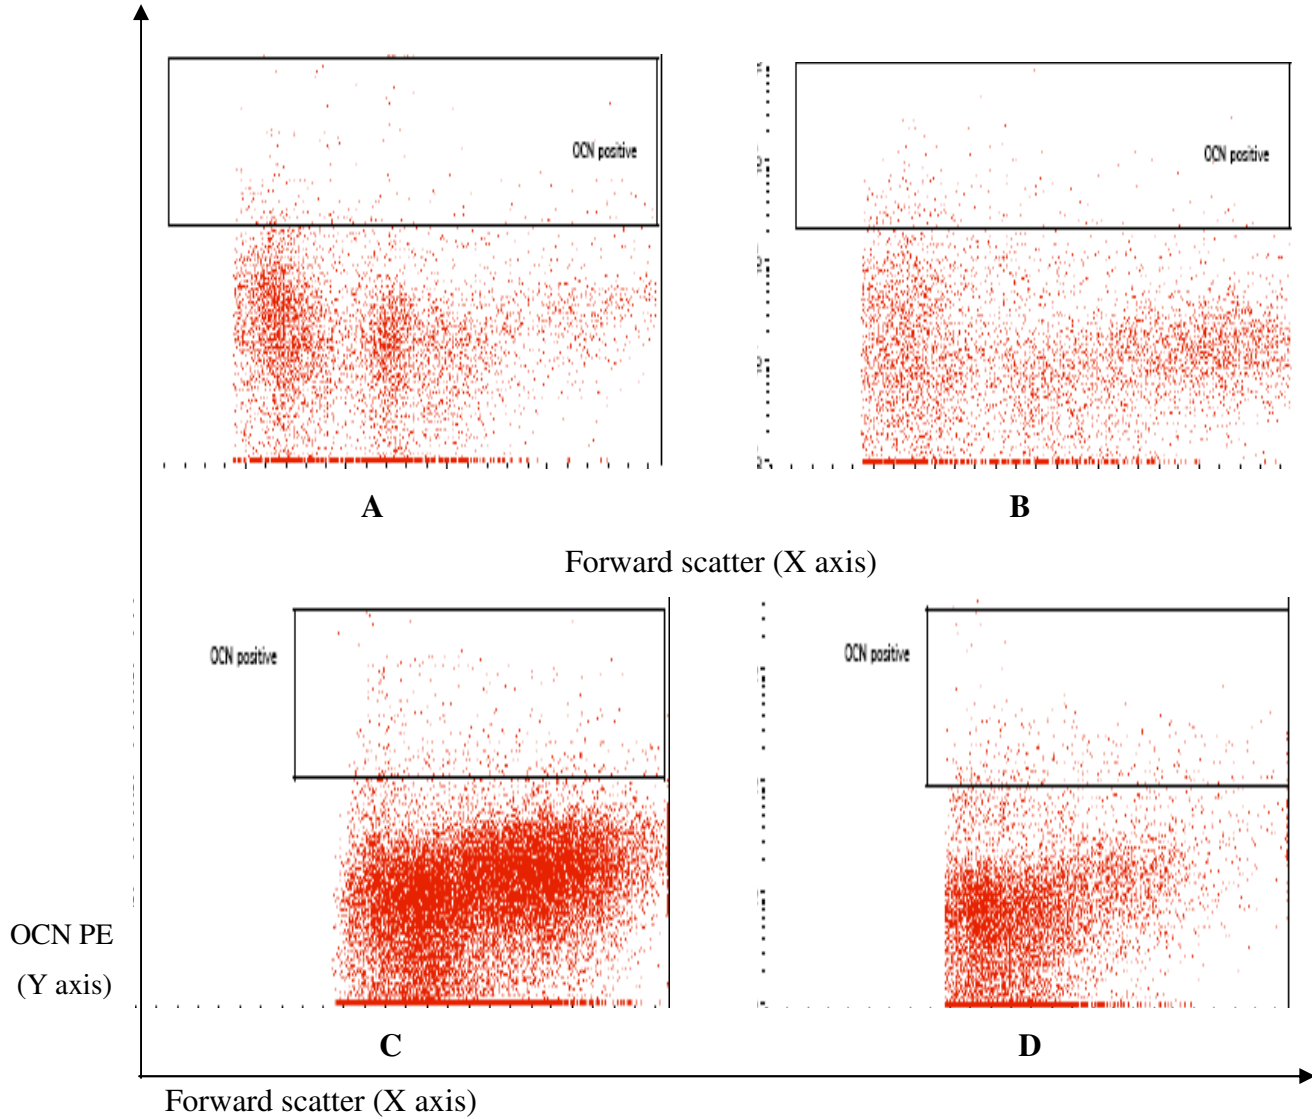 OCN positive
OCN positive
A
B
Forward scatter (X axis)
OCN positive
OCN positive
OCN PE
(Y axis)
C
D
Forward scatter (X axis)